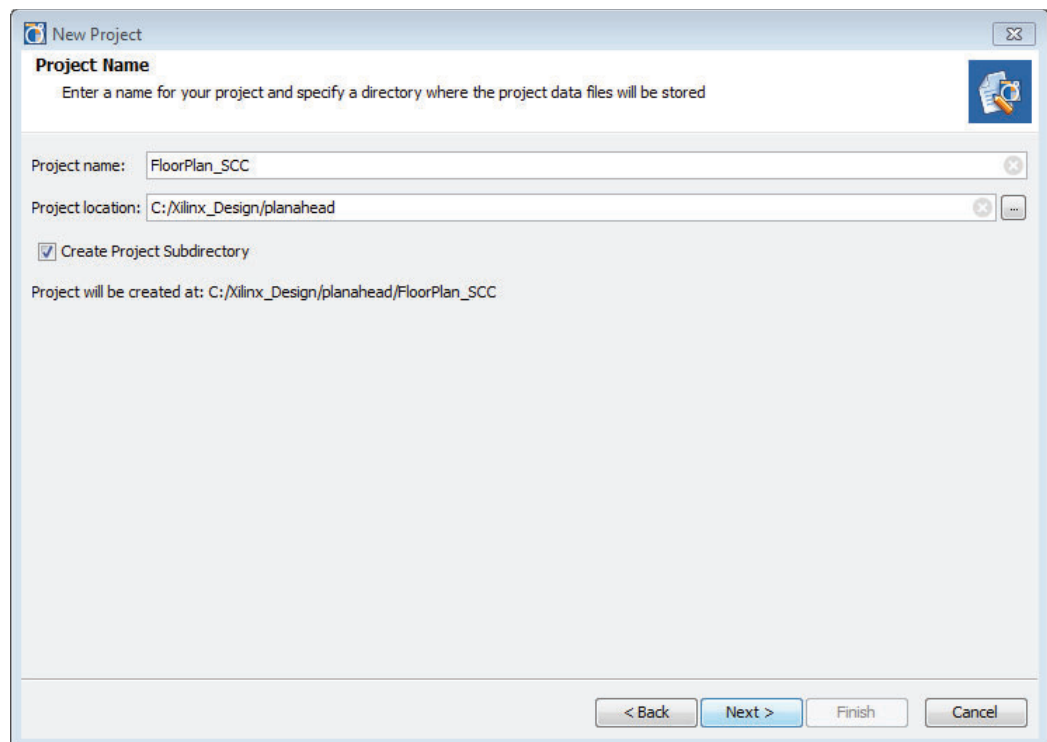 New Project
Project Name
Enter a name for your project and specify a directory where the project data files will be stored
Project name: FloorPlan_SCC
Project location: C:/Xilinx_Design/planahead ...
Create Project Subdirectory
Project will be created at: C:/Xilinx_Design/planahead/FloorPlan_SCC
< Back Next > Finish Cancel